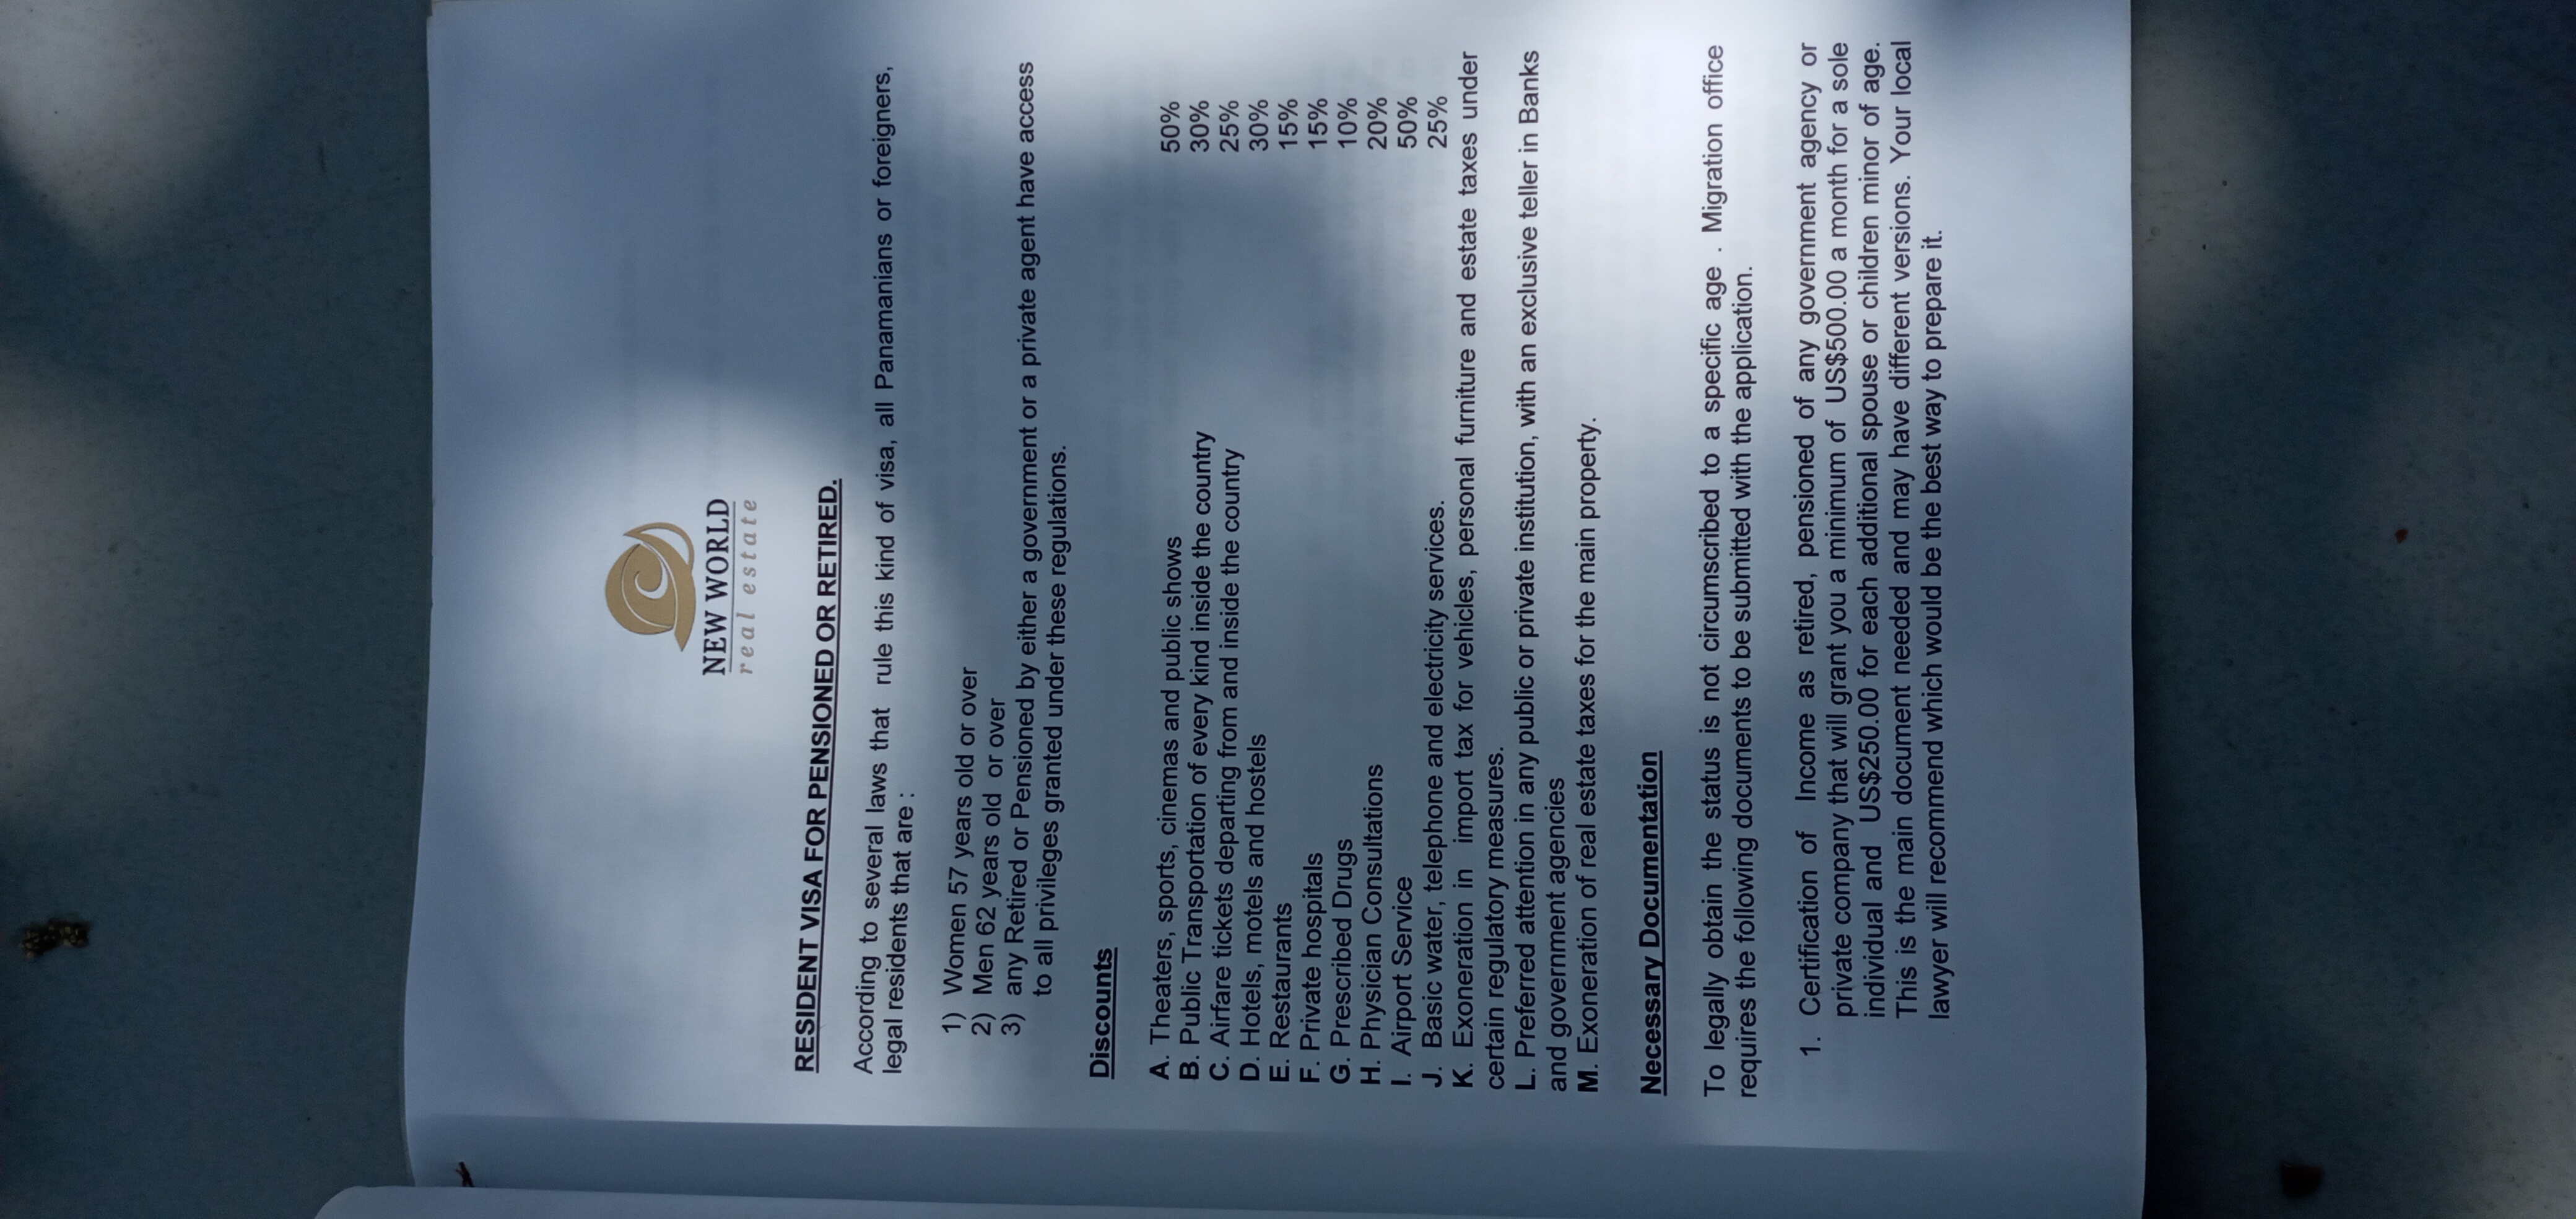 NEW WORLD
real estate
RESIDENT VISA FOR PENSIONED OR RETIRED.
According to several laws that rule this kind of visa, all Panamanians or foreigners,
legal residents that are :
1) Women 57 years old or over
2) Men 62 years old or over
3) any Retired or Pensioned by either a government or a private agent have access
to all privileges granted under these regulations.
Discounts
A. Theaters, sports, cinemas and public shows 50%
B. Public Transportation of every kind inside the country 30%
C. Airfare tickets departing from and inside the country 25%
D. Hotels, motels and hostels 30%
E. Restaurants 15%
F. Private hospitals 15%
G. Prescribed Drugs 10%
H. Physician Consultations 20%
I. Airport Service 50%
J. Basic water, telephone and electricity services. 25%
K. Exoneration in import tax for vehicles, personal furniture and estate taxes under
certain regulatory measures.
L. Preferred attention in any public or private institution, with an exclusive teller in Banks
and government agencies
M. Exoneration of real estate taxes for the main property.
Necessary Documentation
To legally obtain the status is not circumscribed to a specific age . Migration office
requires the following documents to be submitted with the application.
1. Certification of Income as retired, pensioned of any government agency or
private company that will grant you a minimum of US$500.00 a month for a sole
individual and US$250.00 for each additional spouse or children minor of age.
This is the main document needed and may have different versions. Your local
lawyer will recommend which would be the best way to prepare it.